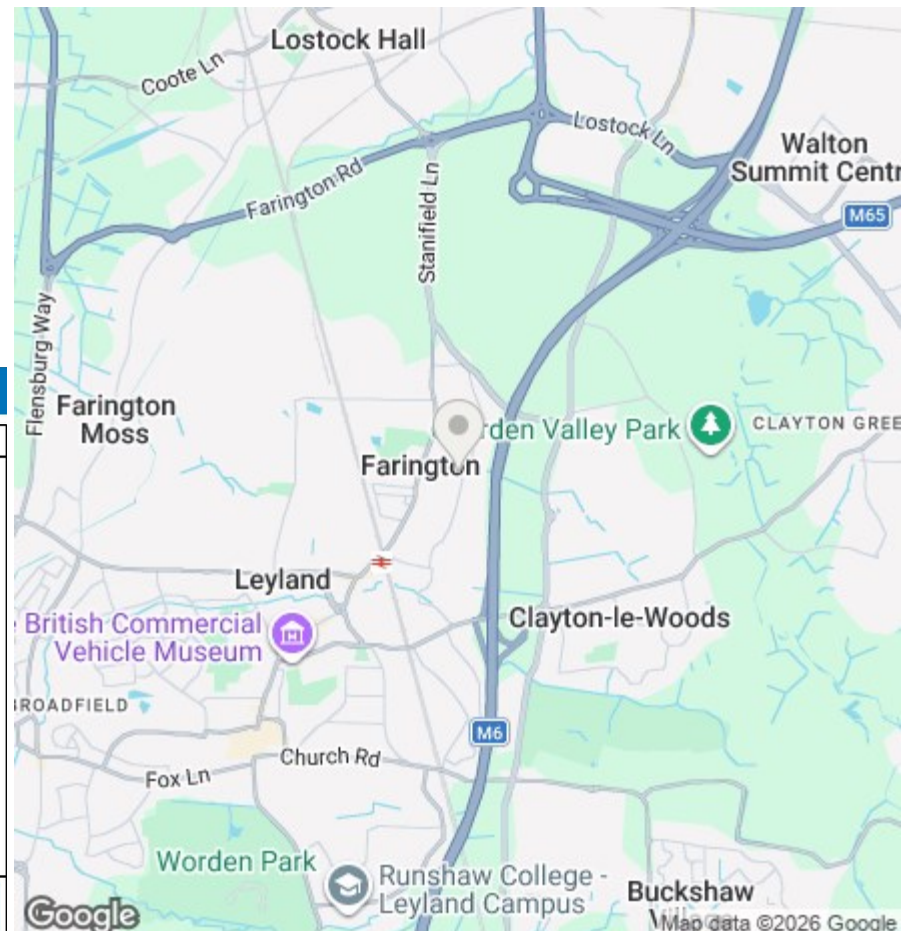 Lostock Hall
Coote Ln
Lostock Ln
Walton
Summit Centr
Farington Rd
Stanifield Ln
M65
Flensburg Way
Farington
Moss
rden Valley Park
CLAYTON GREE
Farington
Leyland
British Commercial
Vehicle Museum
Clayton-le-Woods
BROADFIELD
M6
Church Rd
Fox Ln
Worden Park
Runshaw College -
Leyland Campus
Buckshaw
Google
Map data ©2026 Google